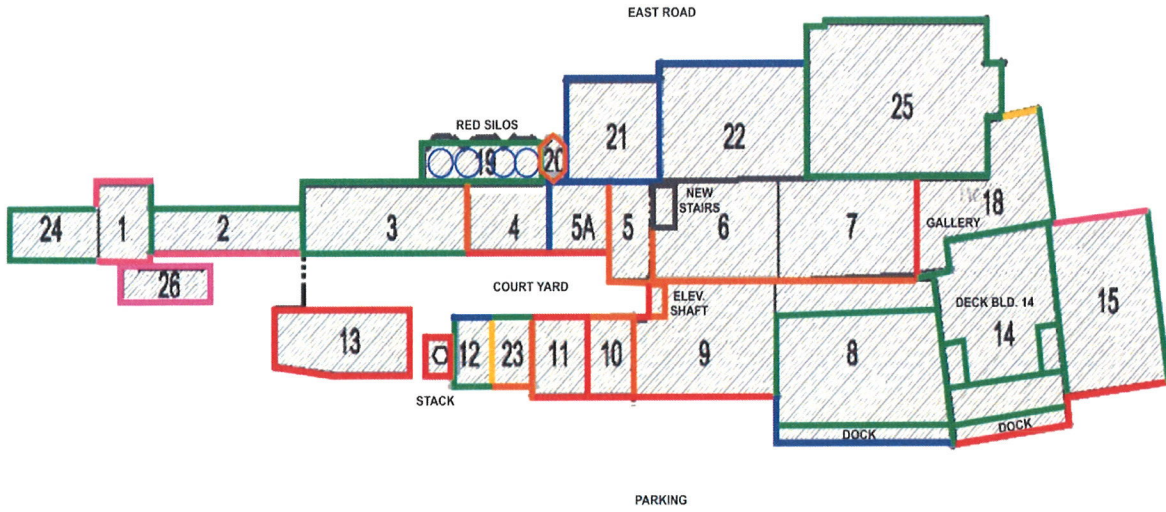 EAST ROAD
25
21
22
RED SILOS
19
20
NEW
STAIRS
18
GALLERY
24
1
2
3
4
5A
5
6
7
26
COURT YARD
ELEV.
SHAFT
DECK BLD. 14
14
15
13
12
23
11
10
9
8
STACK
DOCK
DOCK
PARKING